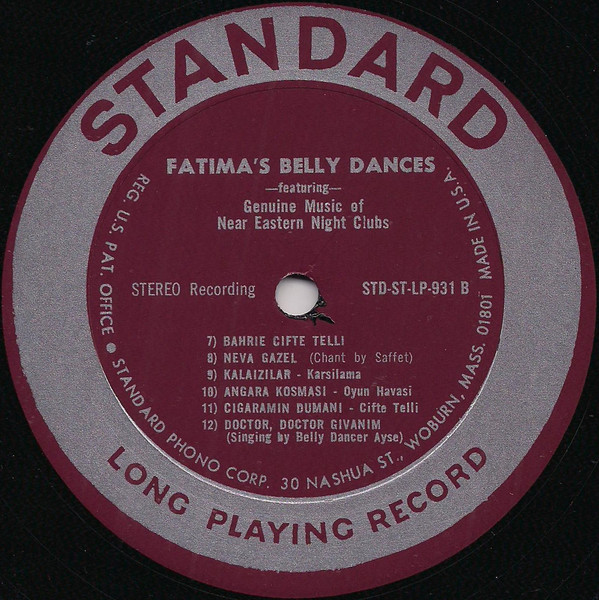 STANDARD
FATIMA'S BELLY DANCES
—featuring—
Genuine Music of
Near Eastern Night Clubs
STEREO Recording
STD-ST-LP-931 B
7) BAHRIE CIFTE TELLI
8) NEVA GAZEL (Chant by Saffet)
9) KALAIZILAR - Karsilama
10) ANGARA KOSMASI - Oyun Havasi
11) CIGARAMIN DUMANI - Cifte Telli
12) DOCTOR, DOCTOR GIVANIM
(Singing by Belly Dancer Ayse)
REG. U.S. PAT. OFFICE • STANDARD PHONO CORP. 30 NASHUA ST., WOBURN, MASS. 01801 MADE IN U.S.A.
LONG PLAYING RECORD